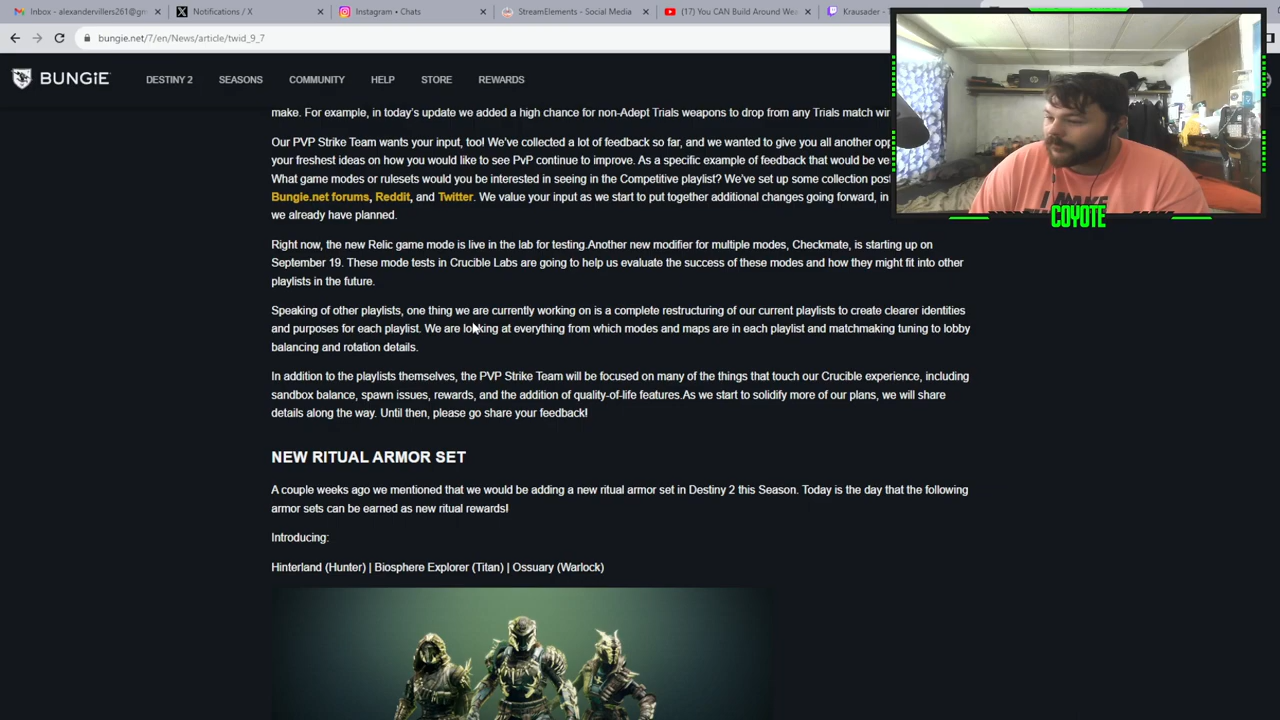 Inbox - alexandervillers261@gm
Notifications / X
Instagram • Chats
StreamElements - Social Media
(17) You CAN Build Around Wea
Krausader -
bungie.net/7/en/News/article/twid_9_7
BUNGiE
DESTINY 2
SEASONS
COMMUNITY
HELP
STORE
REWARDS
make. For example, in today's update we added a high chance for non-Adept Trials weapons to drop from any Trials match win
Our PVP Strike Team wants your input, too! We've collected a lot of feedback so far, and we wanted to give you all another opp
your freshest ideas on how you would like to see PvP continue to improve. As a specific example of feedback that would be ve
What game modes or rulesets would you be interested in seeing in the Competitive playlist? We've set up some collection pos
Bungie.net forums, Reddit, and Twitter. We value your input as we start to put together additional changes going forward, in
we already have planned.
Right now, the new Relic game mode is live in the lab for testing.Another new modifier for multiple modes, Checkmate, is starting up on
September 19. These mode tests in Crucible Labs are going to help us evaluate the success of these modes and how they might fit into other
playlists in the future.
Speaking of other playlists, one thing we are currently working on is a complete restructuring of our current playlists to create clearer identities
and purposes for each playlist. We are looking at everything from which modes and maps are in each playlist and matchmaking tuning to lobby
balancing and rotation details.
In addition to the playlists themselves, the PVP Strike Team will be focused on many of the things that touch our Crucible experience, including
sandbox balance, spawn issues, rewards, and the addition of quality-of-life features.As we start to solidify more of our plans, we will share
details along the way. Until then, please go share your feedback!
NEW RITUAL ARMOR SET
A couple weeks ago we mentioned that we would be adding a new ritual armor set in Destiny 2 this Season. Today is the day that the following
armor sets can be earned as new ritual rewards!
Introducing:
Hinterland (Hunter) | Biosphere Explorer (Titan) | Ossuary (Warlock)
I MAKE
COYOTE